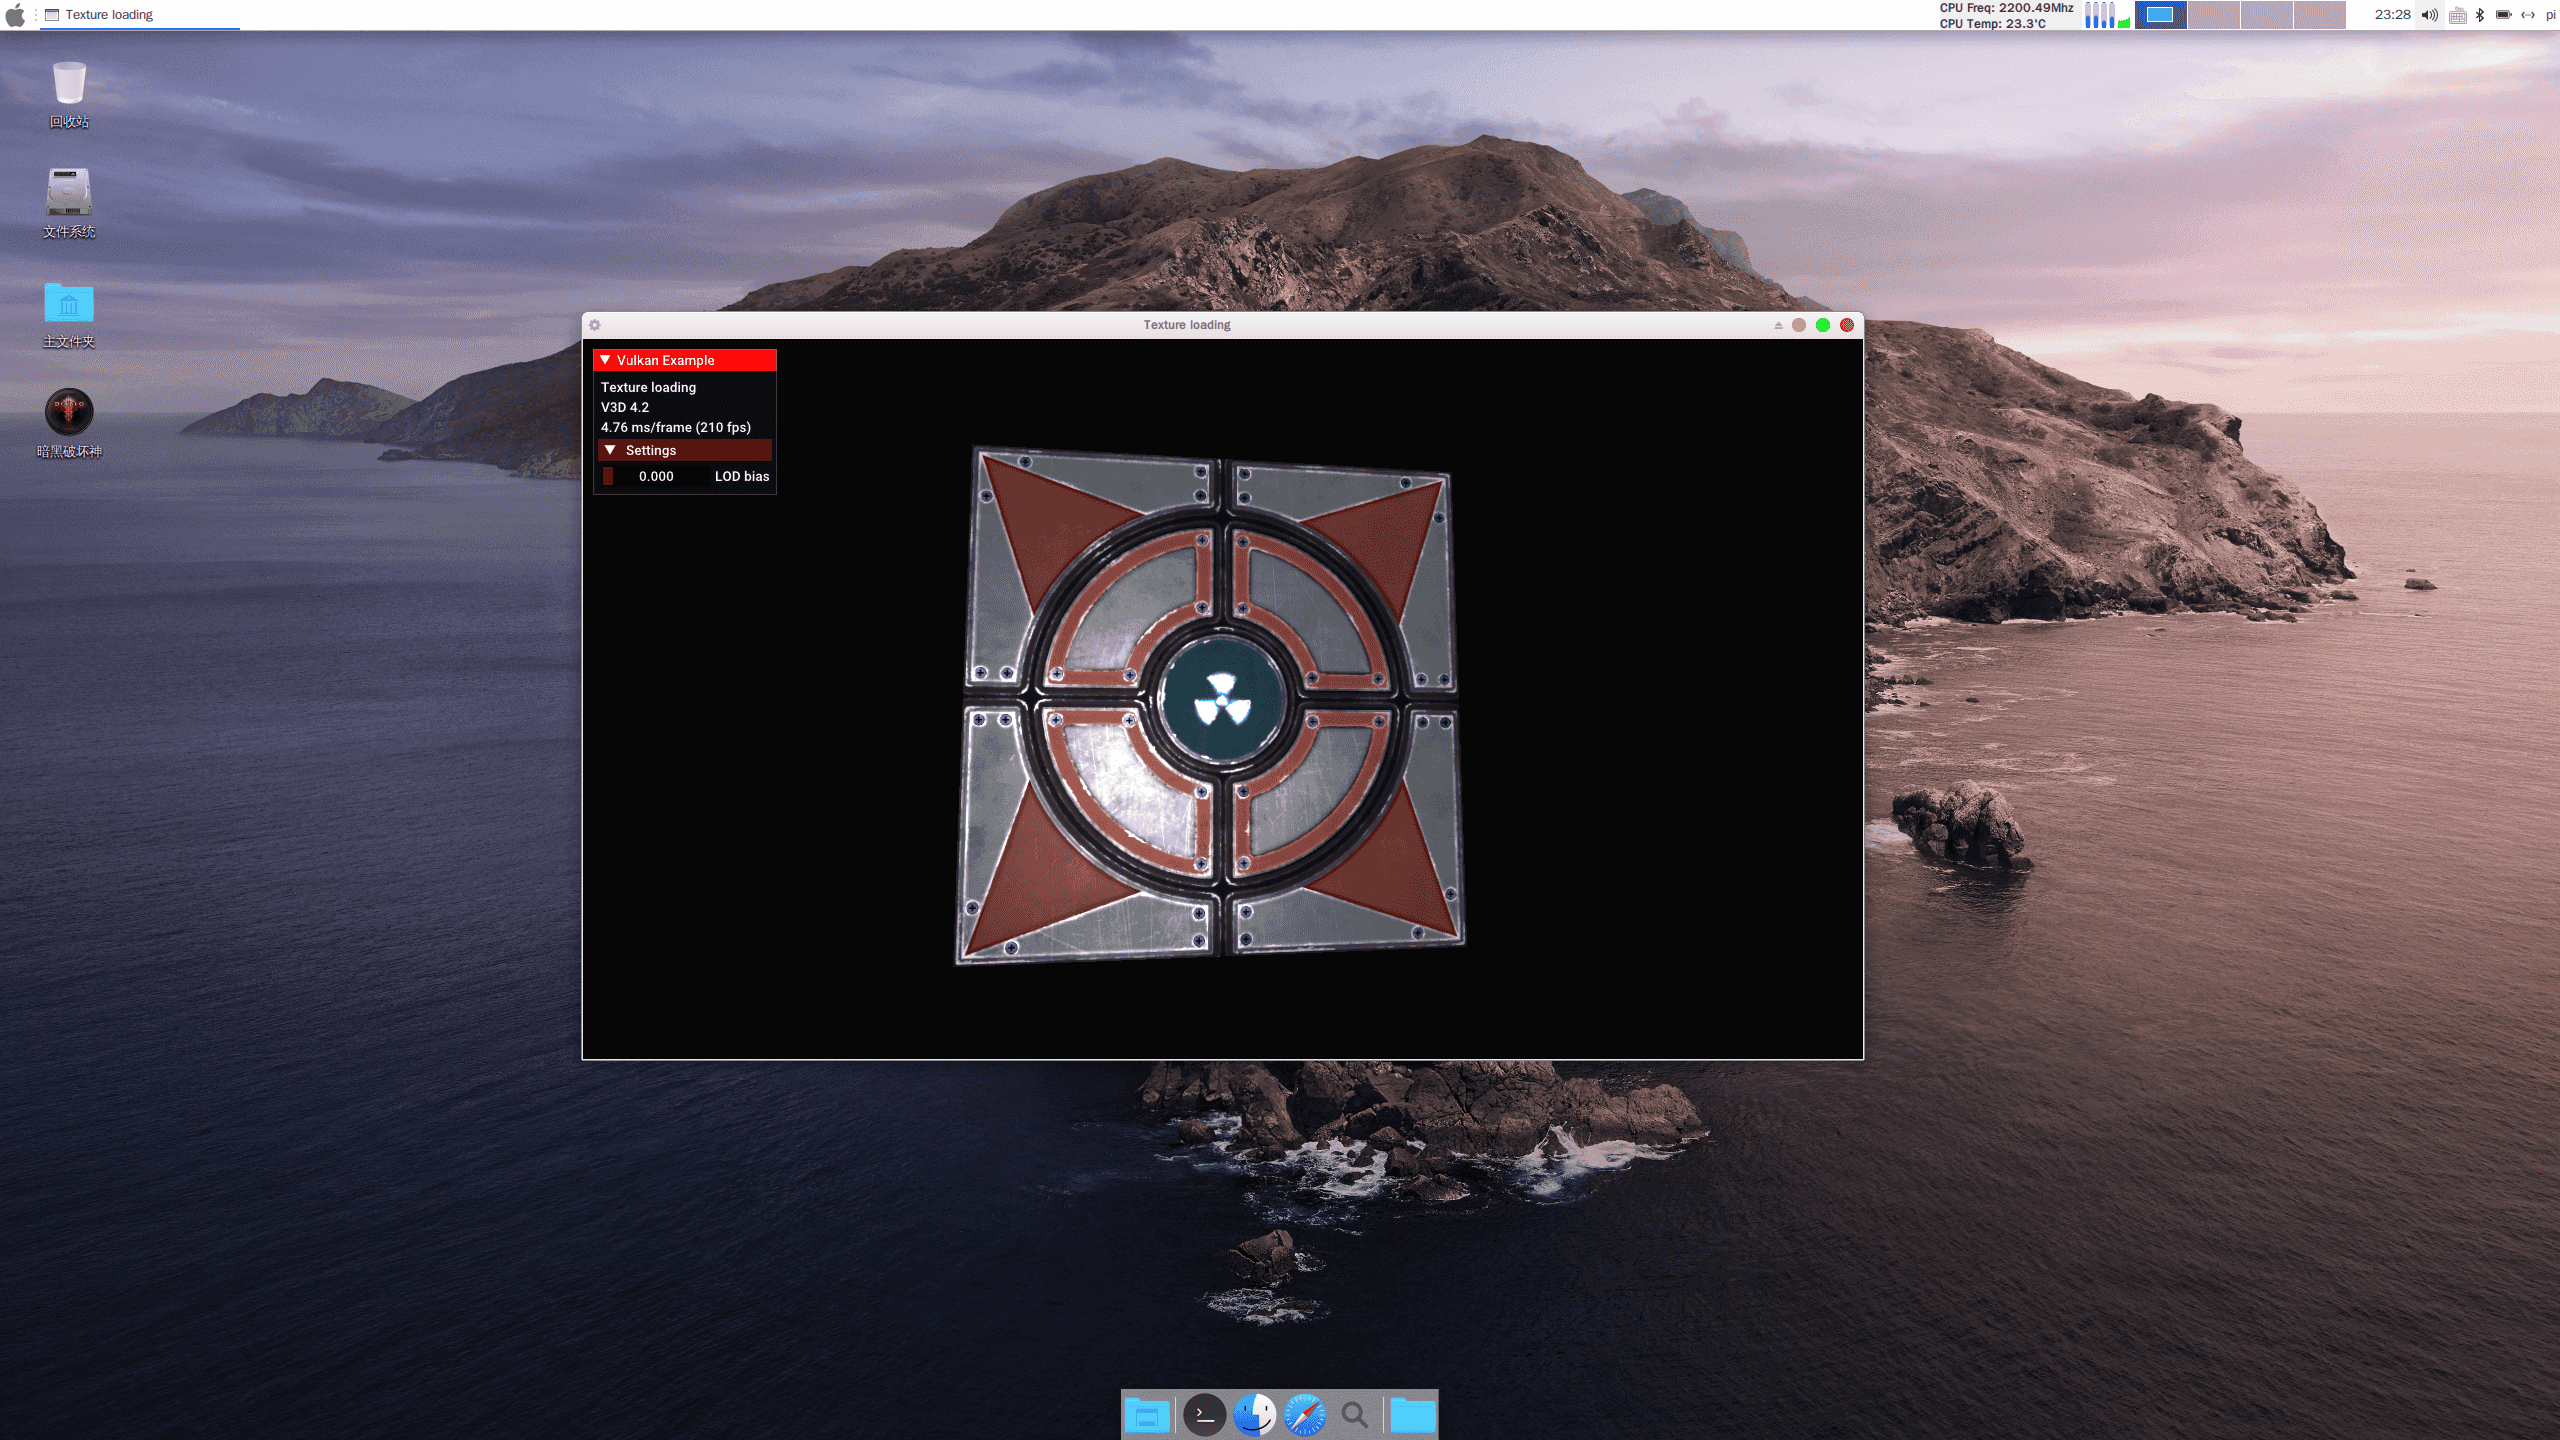 Texture loading
CPU Freq: 2200.49Mhz
CPU Temp: 23.3'C
23:28
pi
回收站
文件系统
主文件夹
DIABLO
暗黑破坏神
Texture loading
Vulkan Example
Texture loading
V3D 4.2
4.76 ms/frame (210 fps)
Settings
0.000 LOD bias